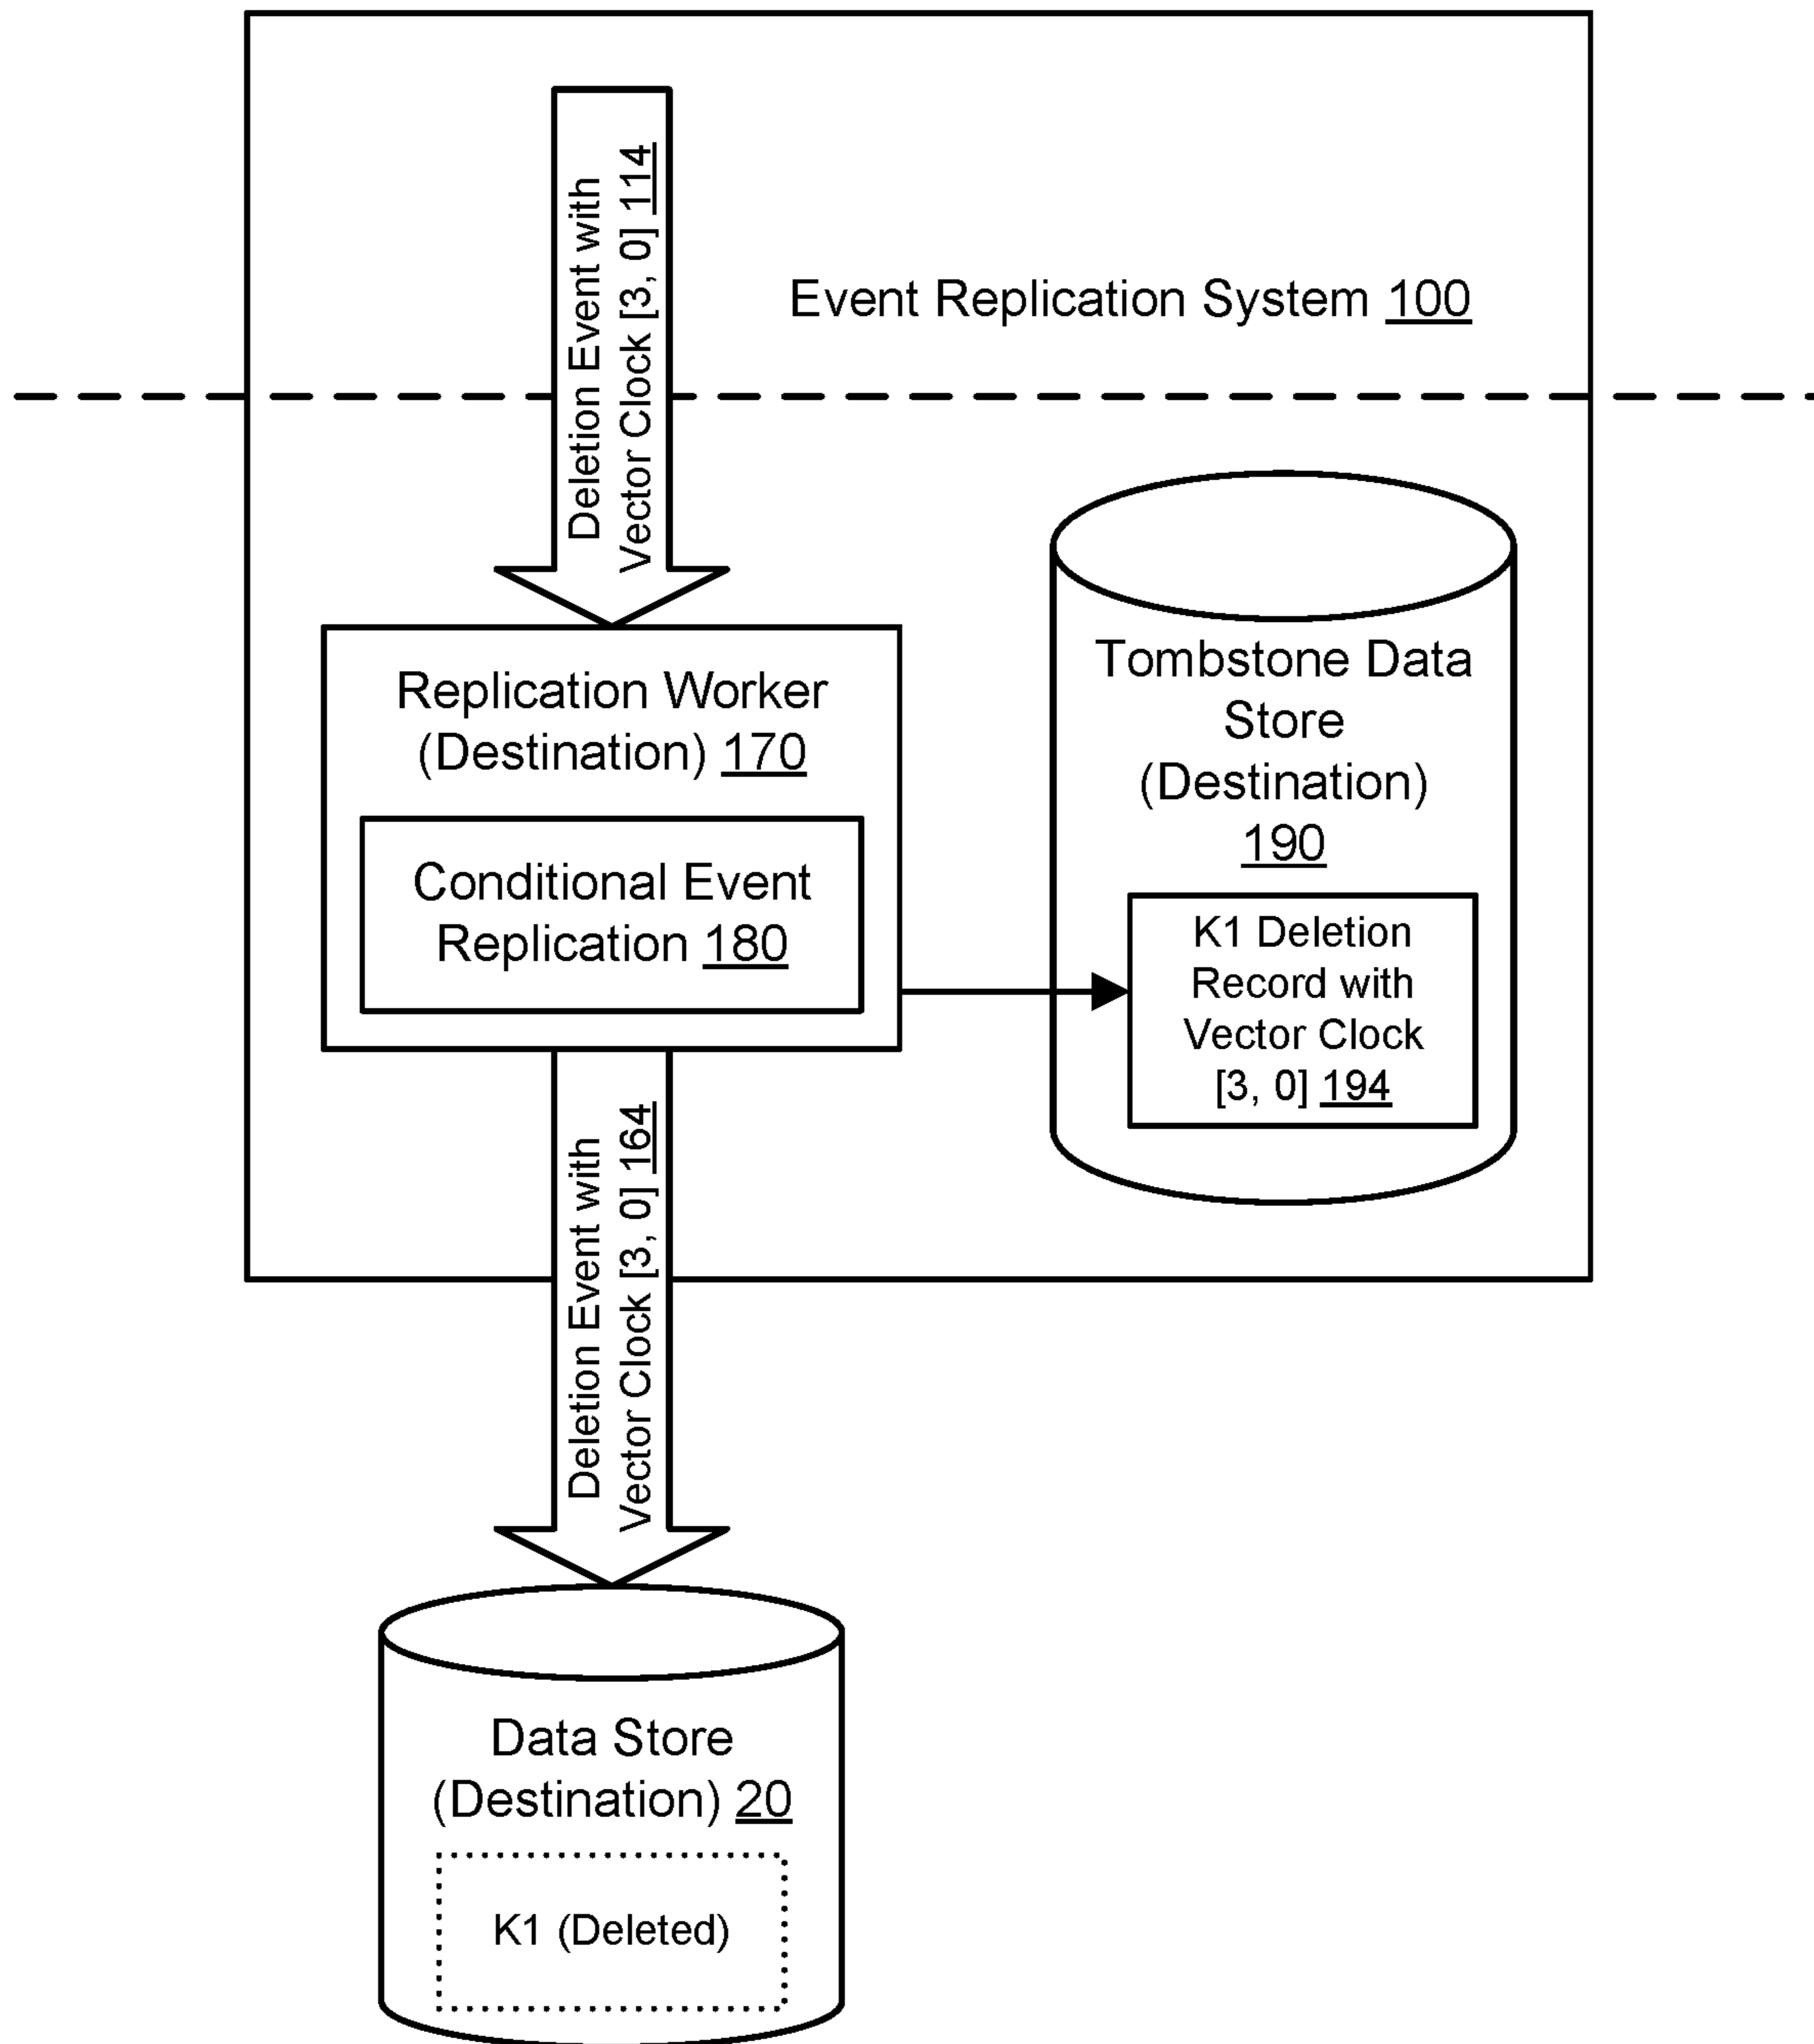 Deletion Event with
Vector Clock [3, 0] 114
Event Replication System 100
Replication Worker
(Destination) 170
Conditional Event
Replication 180
Tombstone Data
Store
(Destination)
190
K1 Deletion
Record with
Vector Clock
[3, 0] 194
Deletion Event with
Vector Clock [3, 0] 164
Data Store
(Destination) 20
K1 (Deleted)